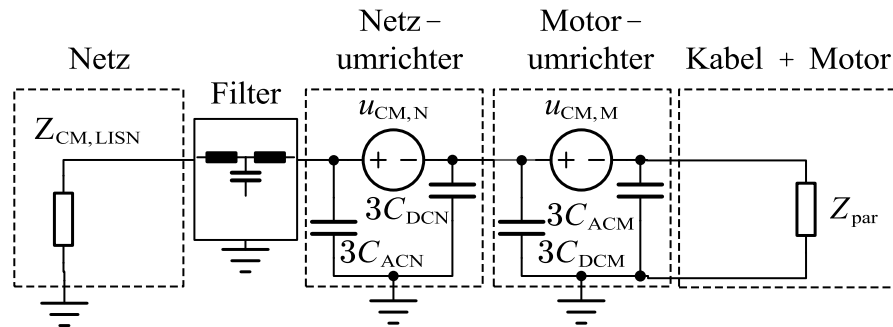 Netz
Filter
Netz–
umrichter
Motor–
umrichter
Kabel + Motor
Z_CM,LISN
u_CM,N
u_CM,M
+ −
+ −
3C_DCN
3C_ACN
3C_ACM
3C_DCM
Z_par